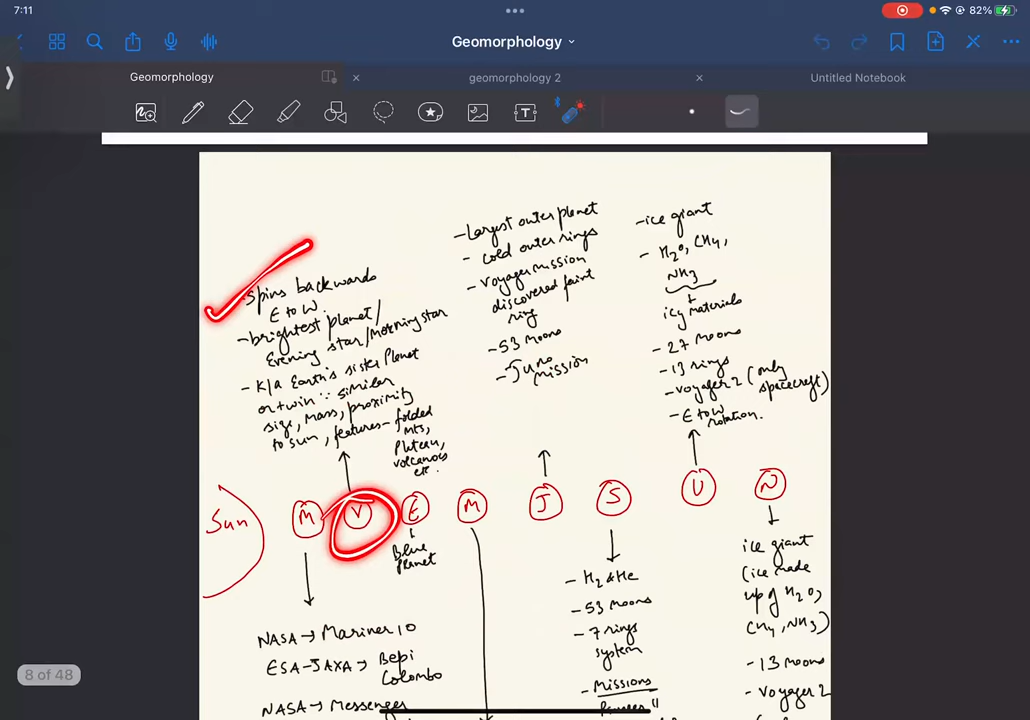 7:11
82%
Geomorphology
Geomorphology
geomorphology 2
Untitled Notebook
T
- Spins backwards
E to W.
- brightest planet/
Evening star/Morning star
- K/a Earth's sister Planet
or twin ∵ similar
size, Mass, proximity
to sun, features - folded
mts,
Plateau,
volcanoes
etc.
- Largest outer planet
- cold outer rings
- voyager mission
discovered faint
ring
- 53 Moons
- Juno
mission
- ice giant
- H2O, CH4,
NH3
icy materials
- 27 Moons
- 13 rings
- voyager 2 (only
spacecraft)
- E to W
rotation.
Sun
M
V
E
M
J
S
U
N
Blue
Planet
NASA → Mariner 10
ESA-JAXA → Bepi
Colombo
NASA → Messenger
- H2 & He
- 53 Moons
- 7 rings
system
- Missions
Pioneer 11
ice giant
(ice made
up of H2O,
CH4, NH3)
- 13 Moons
- Voyager 2
8 of 48